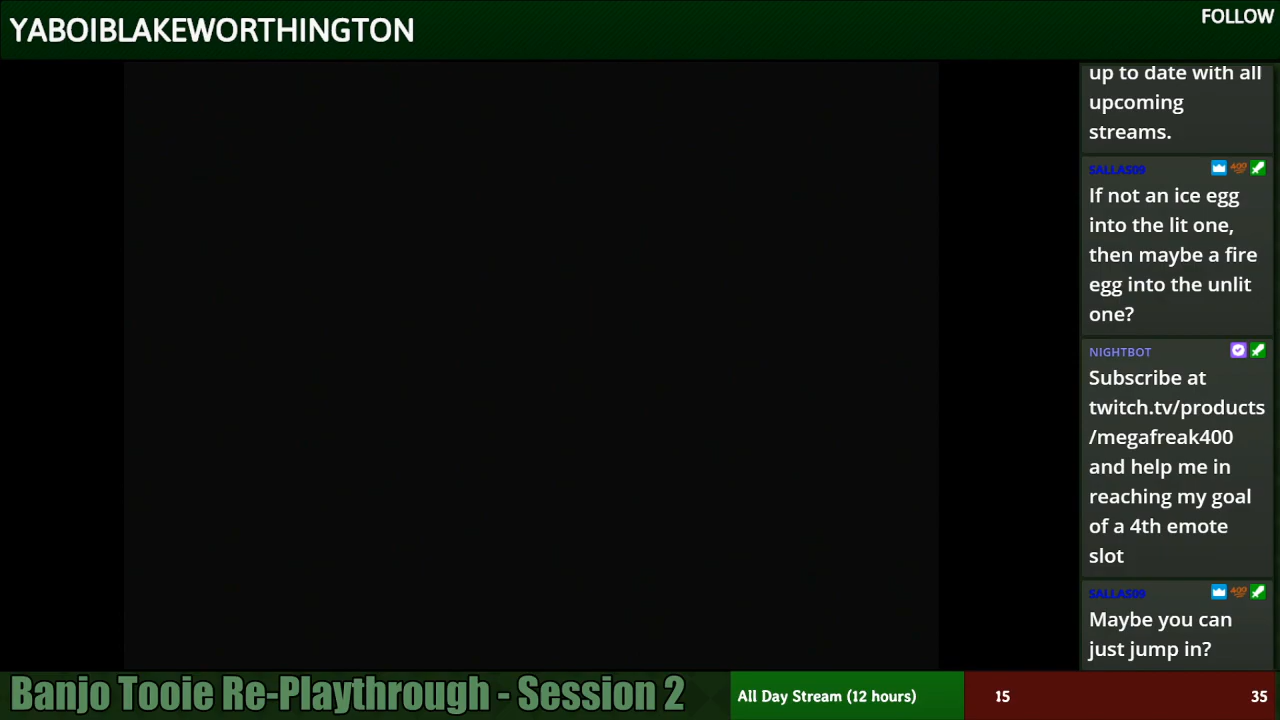 YABOIBLAKEWORTHINGTON
FOLLOW
up to date with all
upcoming
streams.
SALLAS09
If not an ice egg
into the lit one,
then maybe a fire
egg into the unlit
one?
NIGHTBOT
Subscribe at
twitch.tv/products
/megafreak400
and help me in
reaching my goal
of a 4th emote
slot
SALLAS09
Maybe you can
just jump in?
Banjo Tooie Re-Playthrough - Session 2
All Day Stream (12 hours)
15
35